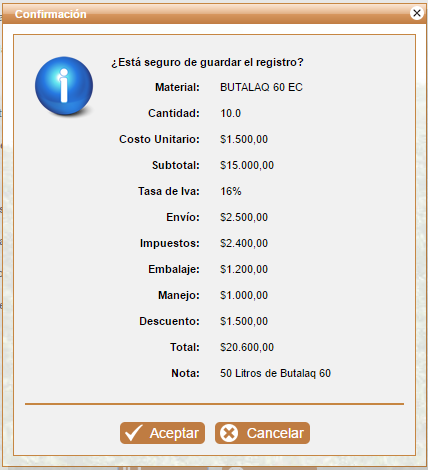 Confirmación
¿Está seguro de guardar el registro?
Material: BUTALAQ 60 EC
Cantidad: 10.0
Costo Unitario: $1.500,00
Subtotal: $15.000,00
Tasa de Iva: 16%
Envío: $2.500,00
Impuestos: $2.400,00
Embalaje: $1.200,00
Manejo: $1.000,00
Descuento: $1.500,00
Total: $20.600,00
Nota: 50 Litros de Butalaq 60
Aceptar Cancelar